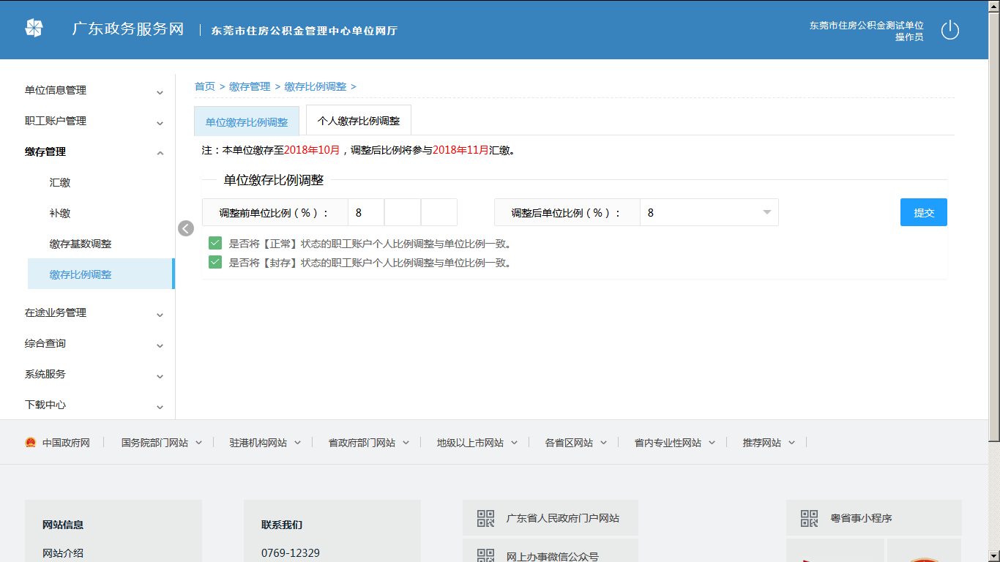 广东政务服务网 东莞市住房公积金管理中心单位网厅
东莞市住房公积金测试单位
操作员
单位信息管理
职工账户管理
缴存管理
汇缴
补缴
缴存基数调整
缴存比例调整
在途业务管理
综合查询
系统服务
下载中心
首页 > 缴存管理 > 缴存比例调整 >
单位缴存比例调整 个人缴存比例调整
注：本单位缴存至2018年10月，调整后比例将参与2018年11月汇缴。
单位缴存比例调整
调整前单位比例（%）： 8 调整后单位比例（%）： 8 提交
是否将【正常】状态的职工账户个人比例调整与单位比例一致。
是否将【封存】状态的职工账户个人比例调整与单位比例一致。
中国政府网 国务院部门网站 驻港机构网站 省政府部门网站 地级以上市网站 各省区网站 省内专业性网站 推荐网站
网站信息
网站介绍
联系我们
0769-12329
广东省人民政府门户网站
网上办事微信公众号
粤省事小程序